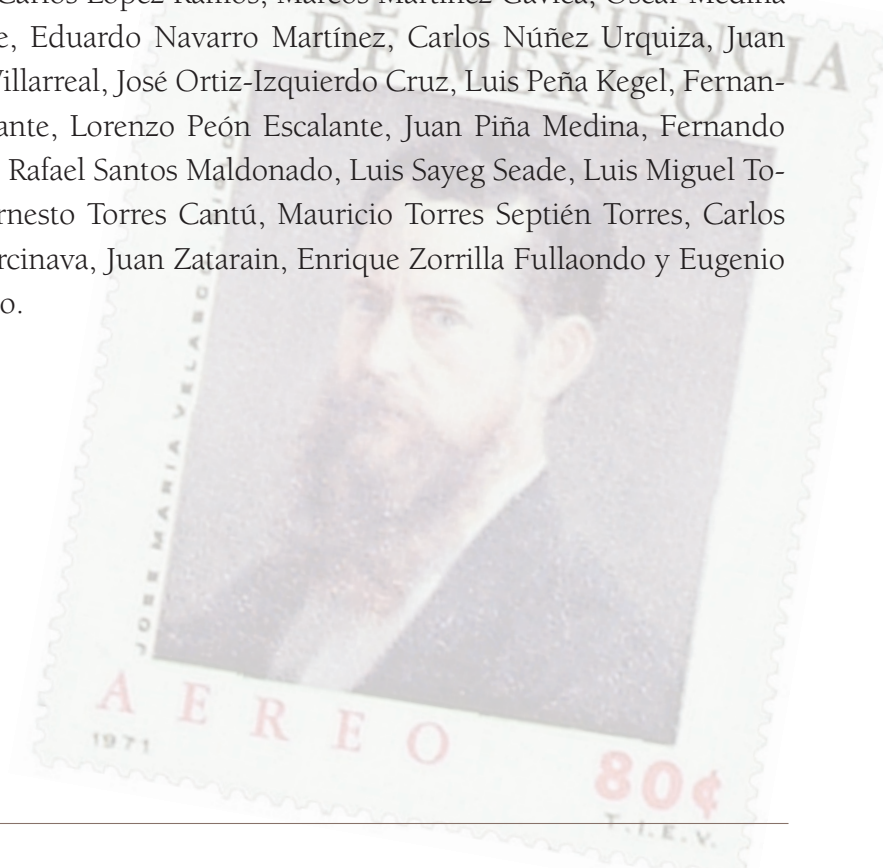 Carlos López Ramos, Marcos Martínez Gavica, Óscar Medina
e, Eduardo Navarro Martínez, Carlos Núñez Urquiza, Juan
Villarreal, José Ortiz-Izquierdo Cruz, Luis Peña Kegel, Fernan-
ante, Lorenzo Peón Escalante, Juan Piña Medina, Fernando
Rafael Santos Maldonado, Luis Sayeg Seade, Luis Miguel To-
rnesto Torres Cantú, Mauricio Torres Septién Torres, Carlos
rcinava, Juan Zatarain, Enrique Zorrilla Fullaondo y Eugenio
o.
CIENCIA
DE MEXICO
JOSE MARIA VELASCO
AEREO
1971
80¢
T.I.E.V.